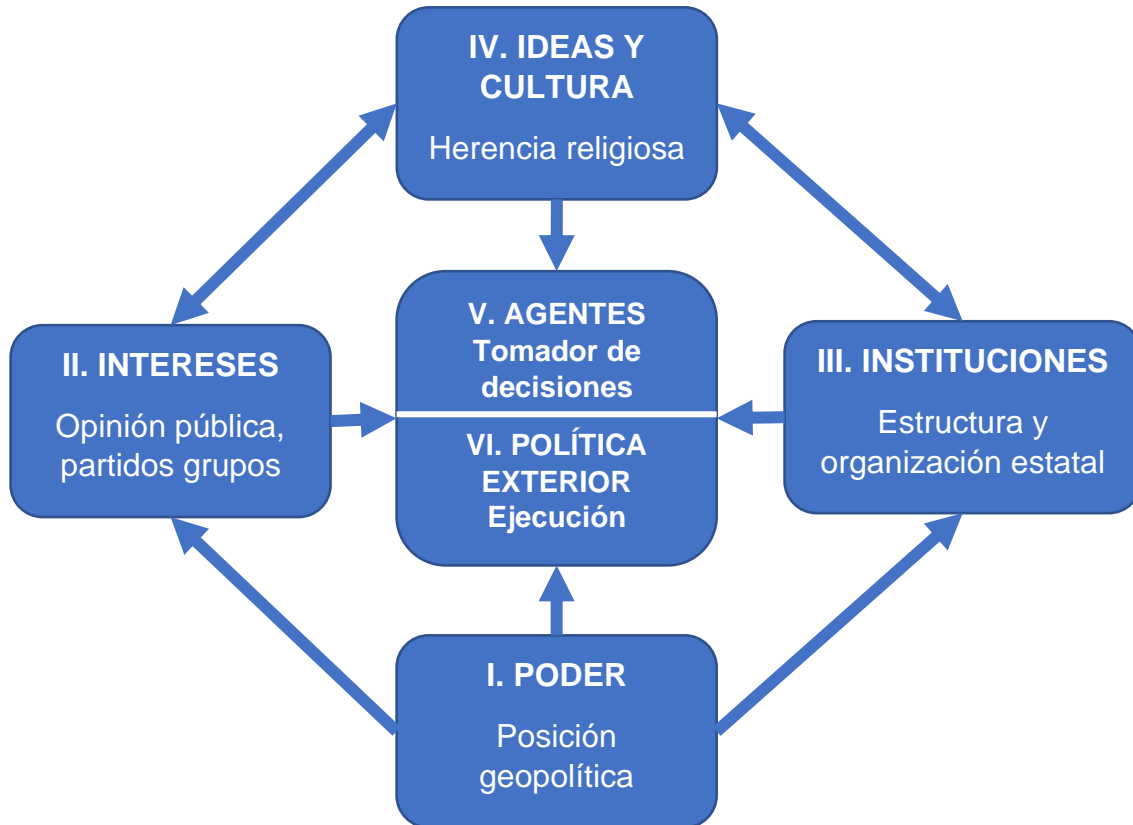 IV. IDEAS Y
CULTURA
Herencia religiosa
V. AGENTES
Tomador de
decisiones
II. INTERESES
Opinión pública,
partidos grupos
III. INSTITUCIONES
Estructura y
organización estatal
VI. POLÍTICA
EXTERIOR
Ejecución
I. PODER
Posición
geopolítica